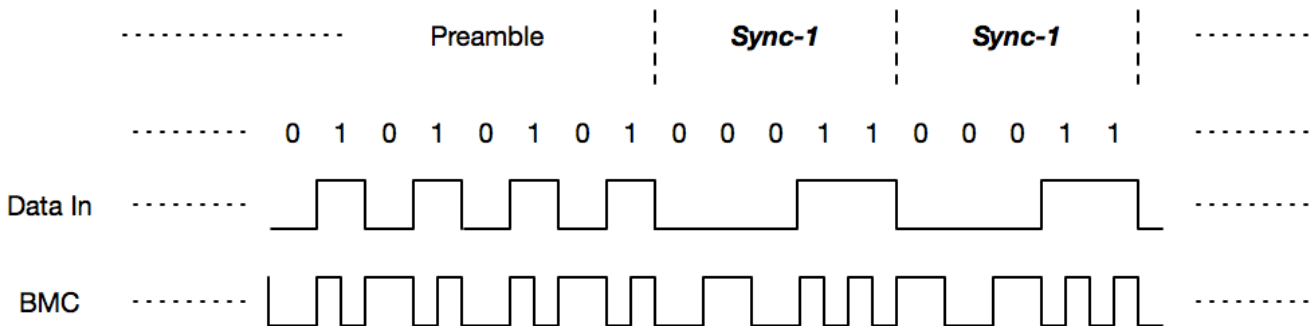 Preamble Sync-1 Sync-1
0 1 0 1 0 1 0 1 0 0 0 1 1 0 0 0 1 1
Data In
BMC